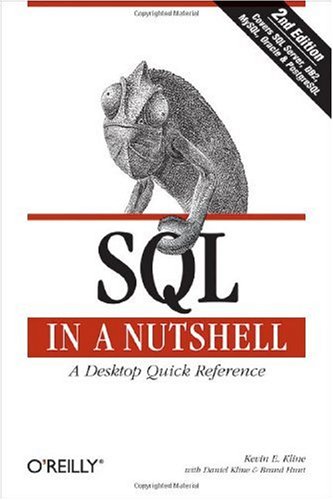 2nd Edition
Covers SQL Server, DB2,
MySQL, Oracle & PostgreSQL
SQL
IN A NUTSHELL
A Desktop Quick Reference
Kevin E. Kline
with Daniel Kline & Brand Hunt
O'REILLY®